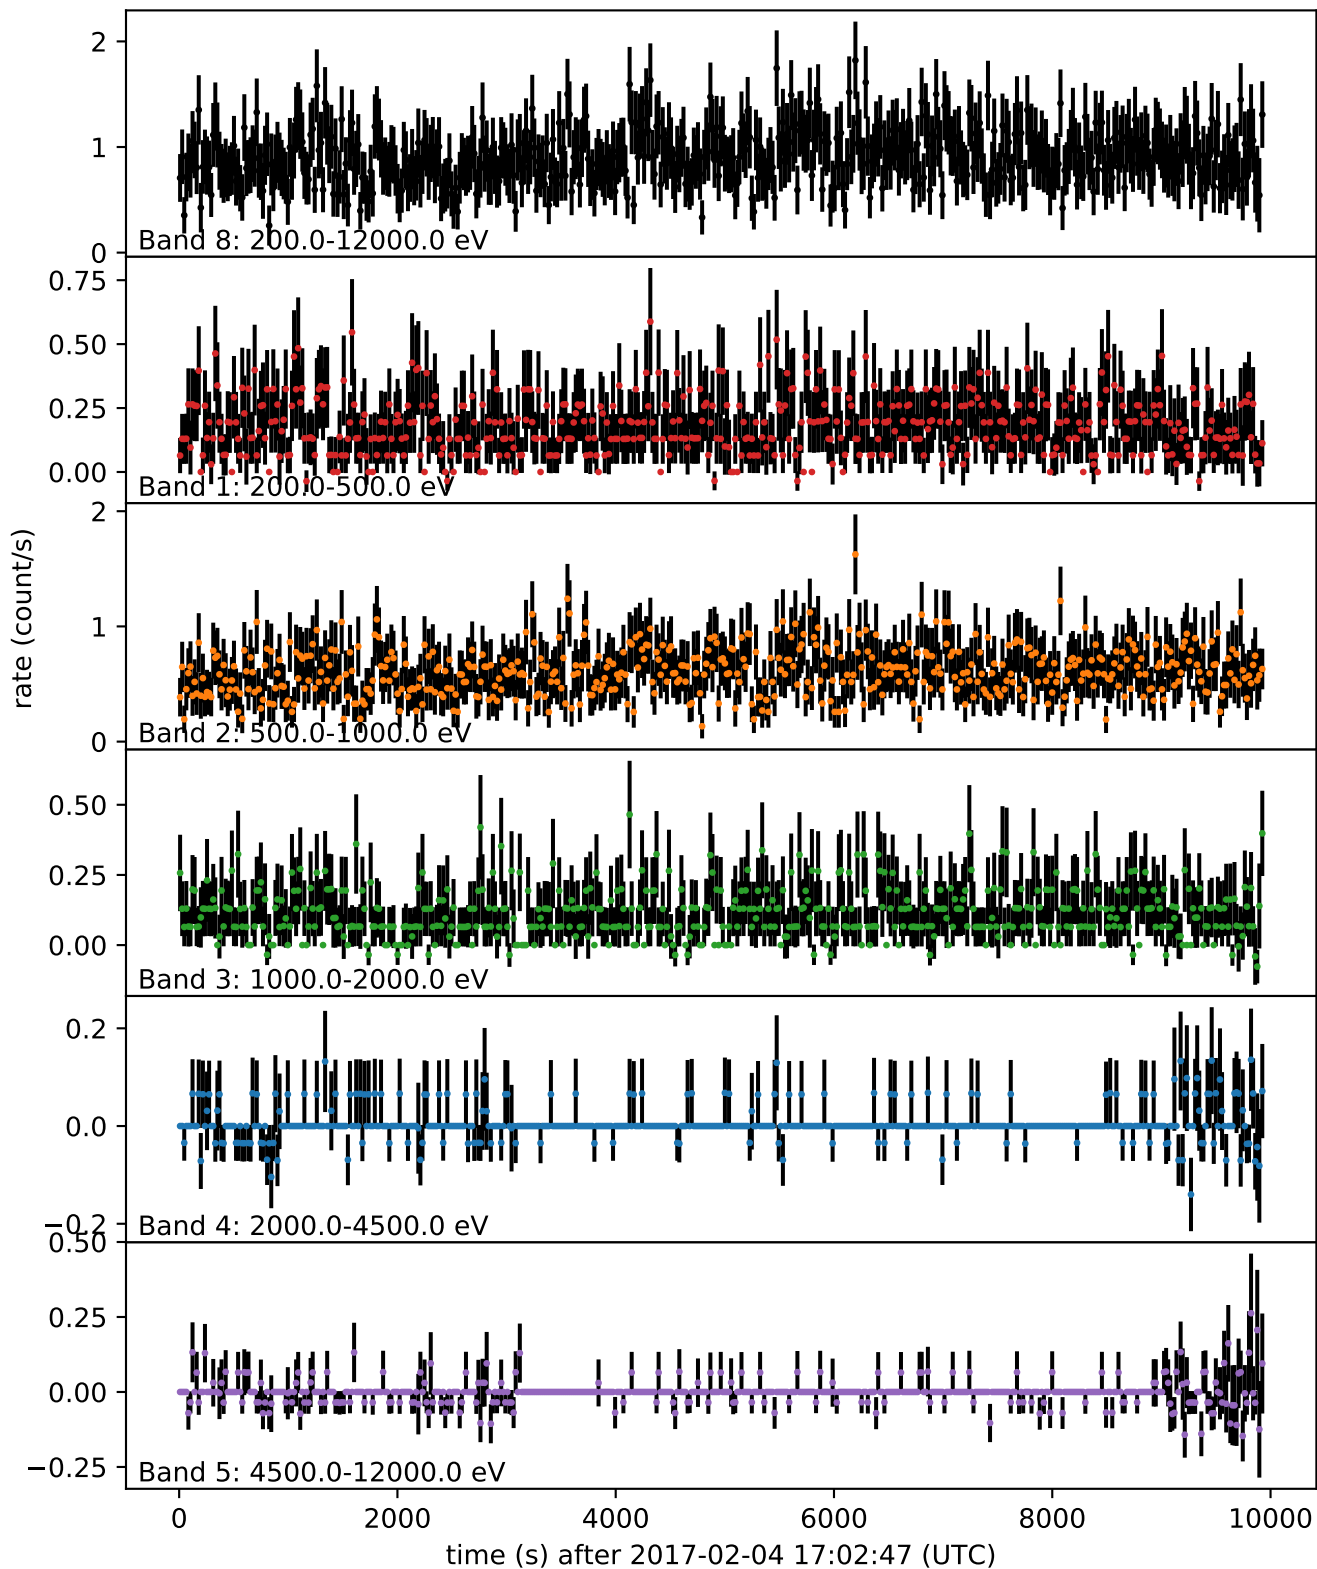 2
1
0
Band 8: 200.0-12000.0 eV
0.75
0.50
0.25
0.00
Band 1: 200.0-500.0 eV
rate (count/s)
2
1
0
Band 2: 500.0-1000.0 eV
0.50
0.25
0.00
Band 3: 1000.0-2000.0 eV
0.2
0.0
−0.2
Band 4: 2000.0-4500.0 eV
0.50
0.25
0.00
−0.25
Band 5: 4500.0-12000.0 eV
0 2000 4000 6000 8000 10000
time (s) after 2017-02-04 17:02:47 (UTC)